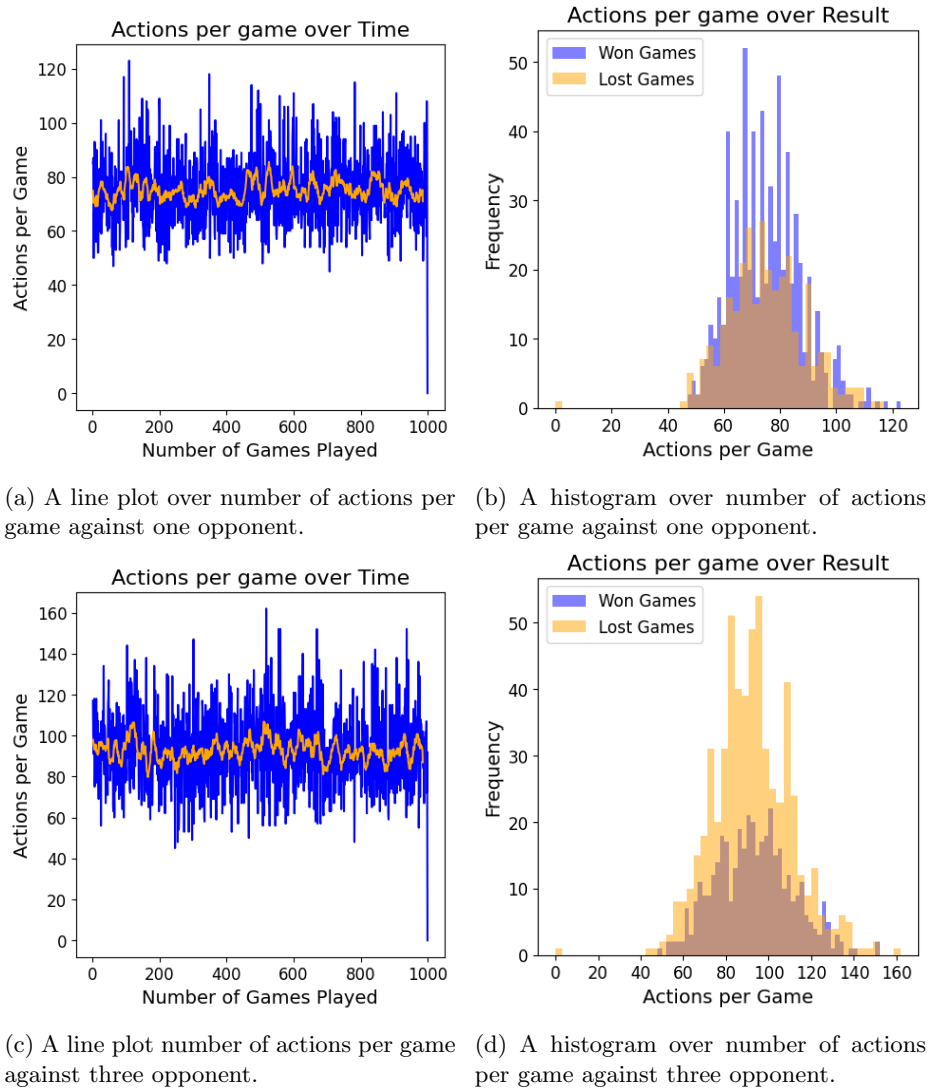 Actions per game over Time
120
100
80
60
40
20
0
Actions per Game
0 200 400 600 800 1000
Number of Games Played
Actions per game over Result
Won Games
Lost Games
50
40
30
20
10
0
Frequency
0 20 40 60 80 100 120
Actions per Game
(a) A line plot over number of actions per
game against one opponent.
(b) A histogram over number of actions
per game against one opponent.
Actions per game over Time
160
140
120
100
80
60
40
20
0
Actions per Game
0 200 400 600 800 1000
Number of Games Played
Actions per game over Result
Won Games
Lost Games
50
40
30
20
10
0
Frequency
0 20 40 60 80 100 120 140 160
Actions per Game
(c) A line plot number of actions per game
against three opponent.
(d) A histogram over number of actions
per game against three opponent.